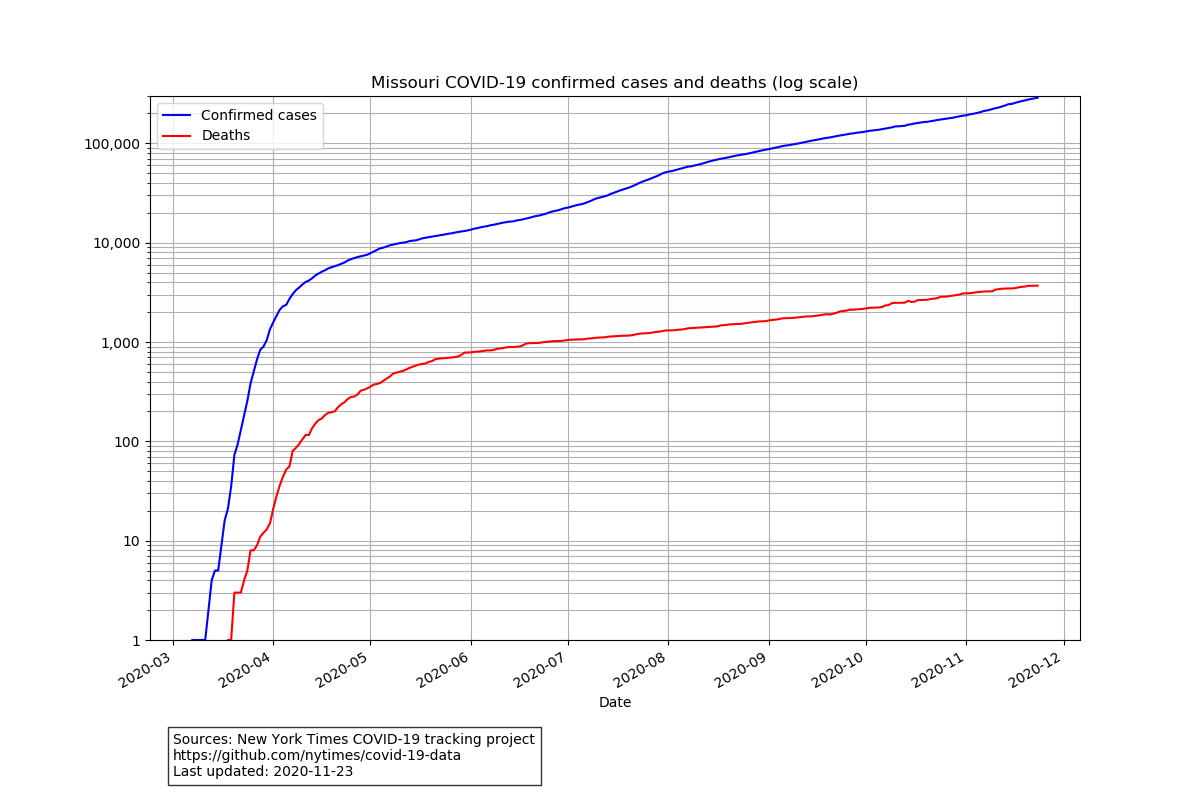 Missouri COVID-19 confirmed cases and deaths (log scale)
Confirmed cases
Deaths
100,000
10,000
1,000
100
10
1
2020-03
2020-04
2020-05
2020-06
2020-07
2020-08
2020-09
2020-10
2020-11
2020-12
Date
Sources: New York Times COVID-19 tracking project
https://github.com/nytimes/covid-19-data
Last updated: 2020-11-23